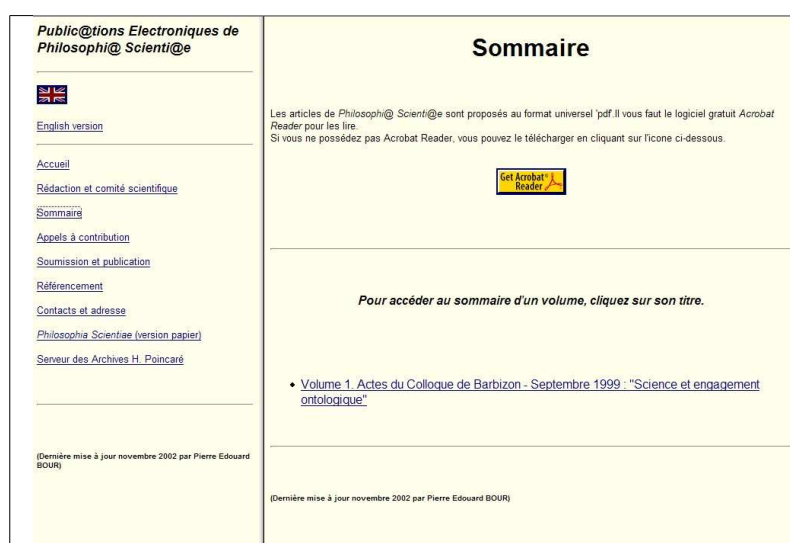 Public@tions Electroniques de
Philosophi@ Scienti@e
English version
Accueil
Rédaction et comité scientifique
Sommaire
Appels à contribution
Soumission et publication
Référencement
Contacts et adresse
Philosophia Scientiae (version papier)
Serveur des Archives H. Poincaré
(Dernière mise à jour novembre 2002 par Pierre Edouard
BOUR)
Sommaire
Les articles de Philosophi@ Scienti@e sont proposés au format universel 'pdf'.Il vous faut le logiciel gratuit Acrobat
Reader pour les lire.
Si vous ne possédez pas Acrobat Reader, vous pouvez le télécharger en cliquant sur l'icone ci-dessous.
Get Acrobat®
Reader
Pour accéder au sommaire d'un volume, cliquez sur son titre.
• Volume 1. Actes du Colloque de Barbizon - Septembre 1999 : "Science et engagement
ontologique"
(Dernière mise à jour novembre 2002 par Pierre Edouard BOUR)